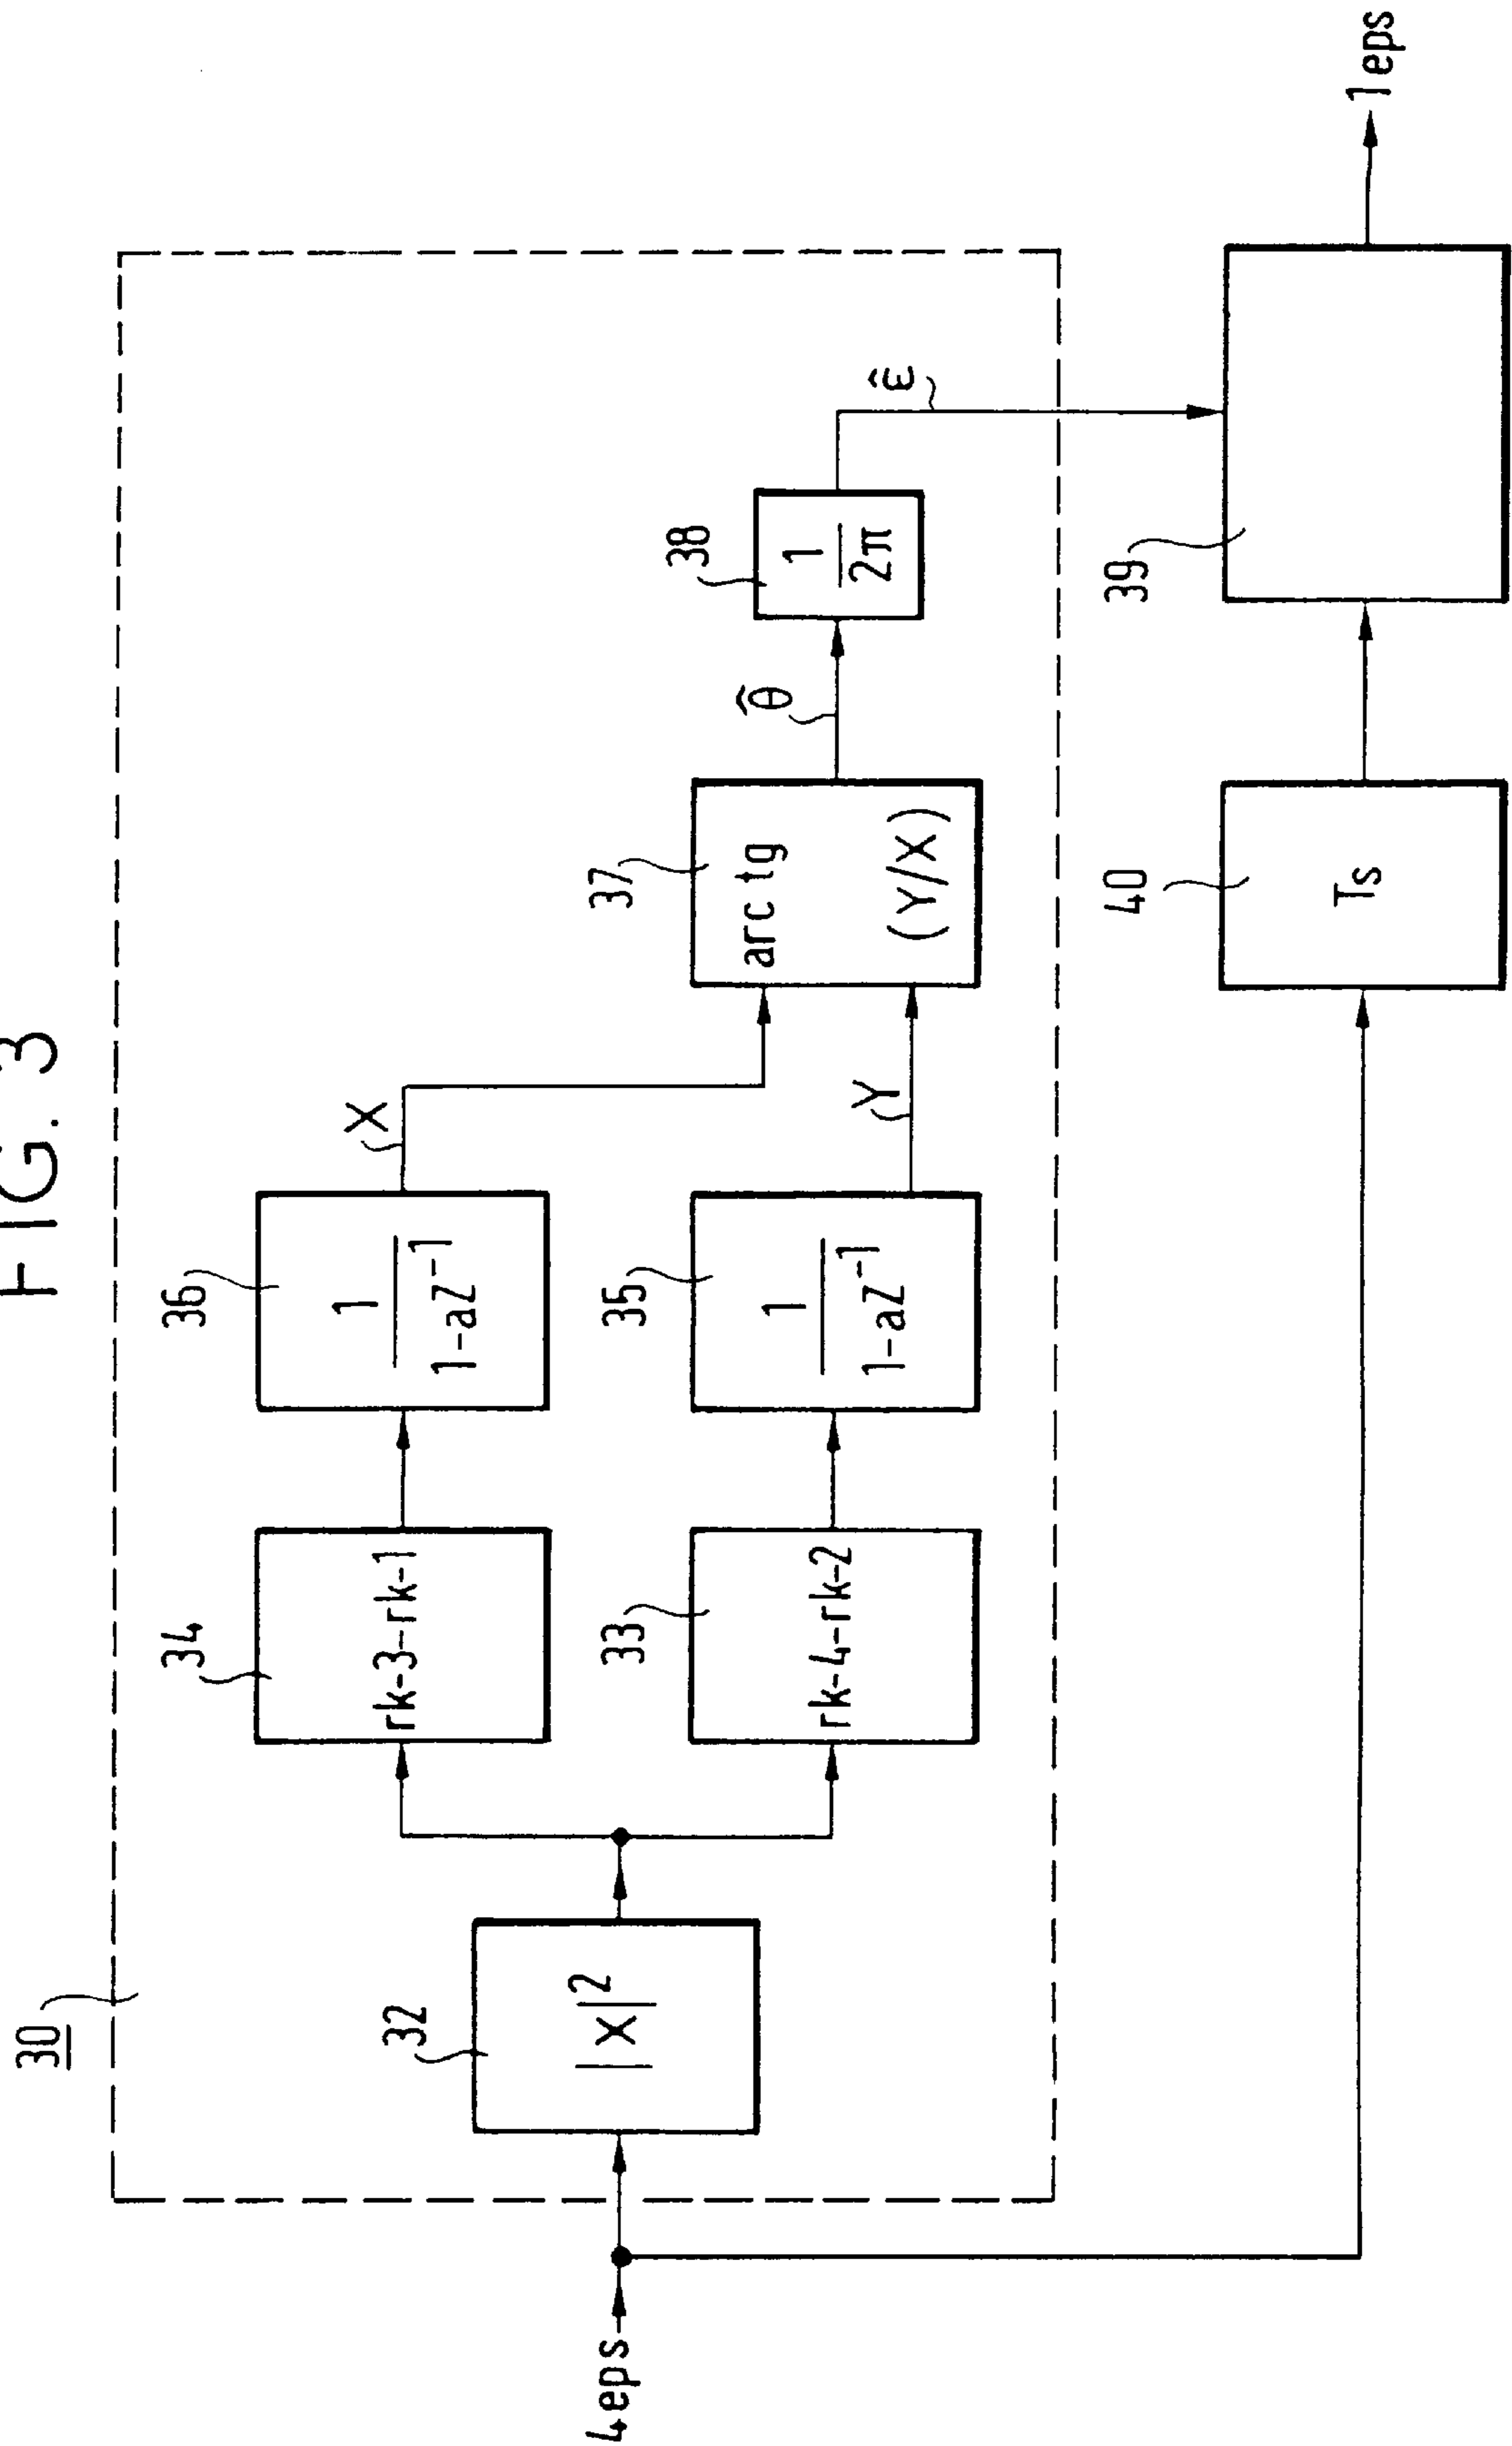 FIG. 3
30
4eps
32
|X|²
34
rk-3-rk-1
33
rk-4-rk-2
36
1
1-aZ⁻¹
35
1
1-aZ⁻¹
X
Y
37
arc tg
(Y/X)
θ̂
38
1
2π
ε̂
40
Ts
39
1eps